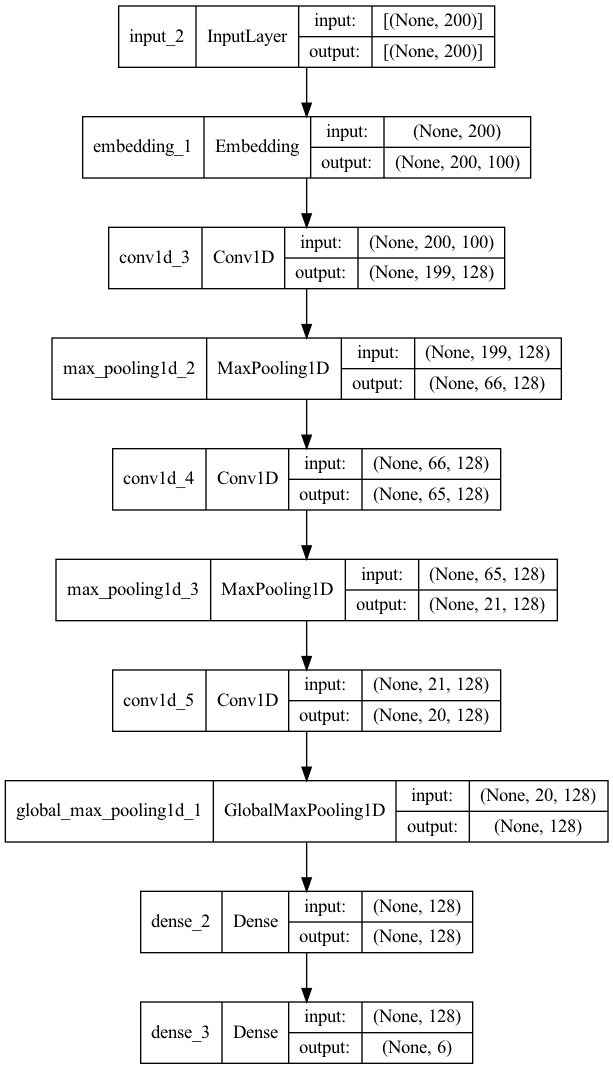 input_2 InputLayer input: [(None, 200)]
output: [(None, 200)]
embedding_1 Embedding input: (None, 200)
output: (None, 200, 100)
conv1d_3 Conv1D input: (None, 200, 100)
output: (None, 199, 128)
max_pooling1d_2 MaxPooling1D input: (None, 199, 128)
output: (None, 66, 128)
conv1d_4 Conv1D input: (None, 66, 128)
output: (None, 65, 128)
max_pooling1d_3 MaxPooling1D input: (None, 65, 128)
output: (None, 21, 128)
conv1d_5 Conv1D input: (None, 21, 128)
output: (None, 20, 128)
global_max_pooling1d_1 GlobalMaxPooling1D input: (None, 20, 128)
output: (None, 128)
dense_2 Dense input: (None, 128)
output: (None, 128)
dense_3 Dense input: (None, 128)
output: (None, 6)